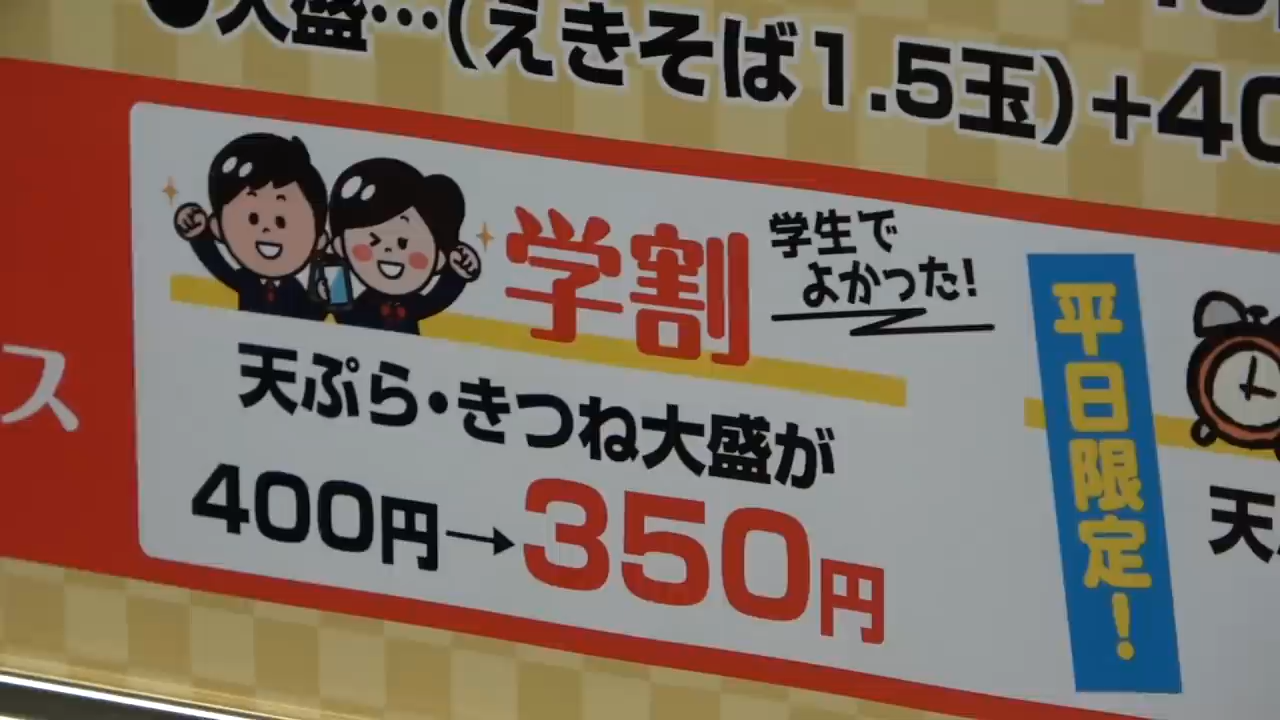 ●大盛…(えきそば1.5玉)+40
ス
学割
学生で
よかった!
天ぷら・きつね大盛が
400円→350円
平日限定!
天